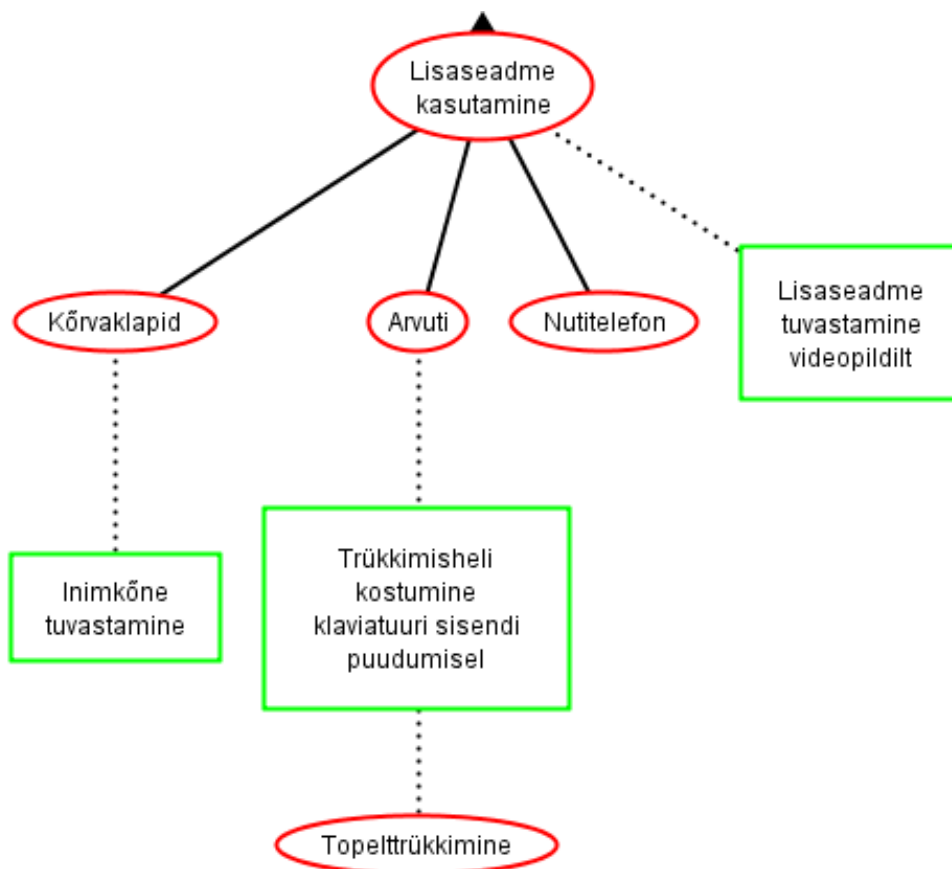 Lisaseadme
kasutamine
Kõrvaklapid
Arvuti
Nutitelefon
Lisaseadme
tuvastamine
videopildilt
Inimkõne
tuvastamine
Trükkimisheli
kostumine
klaviatuuri sisendi
puudumisel
Topelttrükkimine